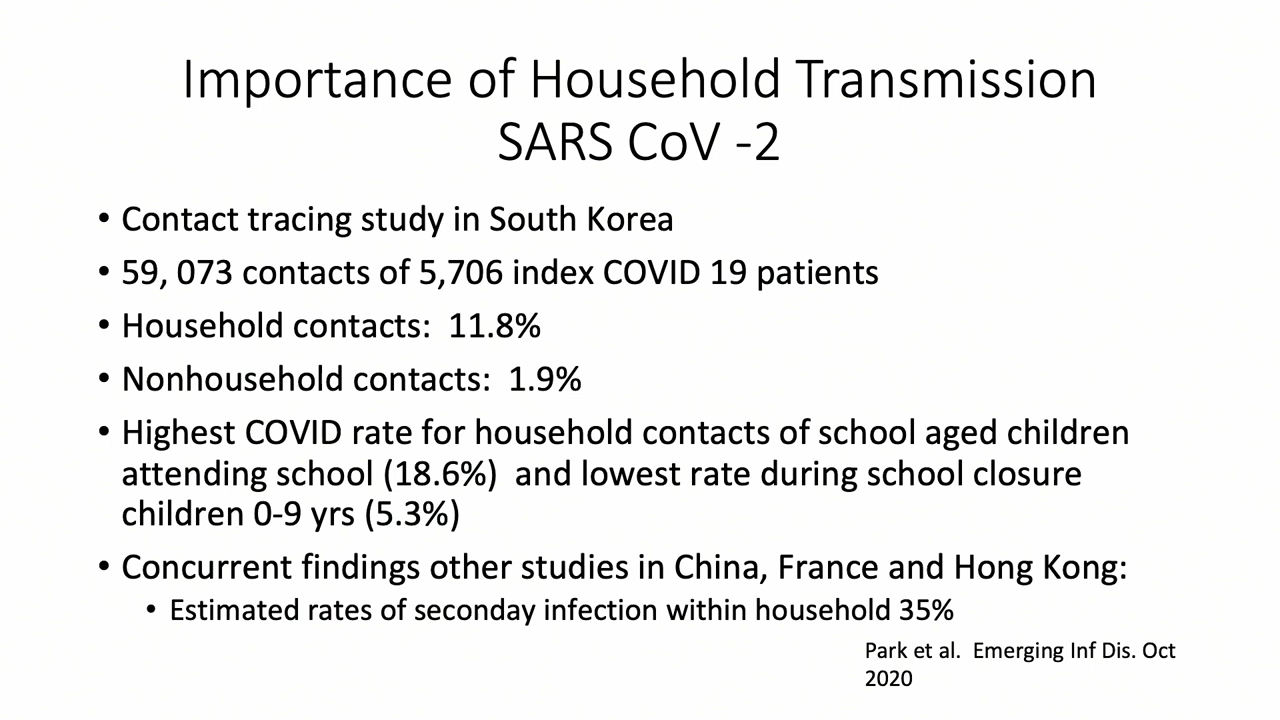 Importance of Household Transmission
SARS CoV -2
• Contact tracing study in South Korea
• 59, 073 contacts of 5,706 index COVID 19 patients
• Household contacts:  11.8%
• Nonhousehold contacts:  1.9%
• Highest COVID rate for household contacts of school aged children
attending school (18.6%)  and lowest rate during school closure
children 0-9 yrs (5.3%)
• Concurrent findings other studies in China, France and Hong Kong:
• Estimated rates of seconday infection within household 35%
Park et al.  Emerging Inf Dis. Oct
2020